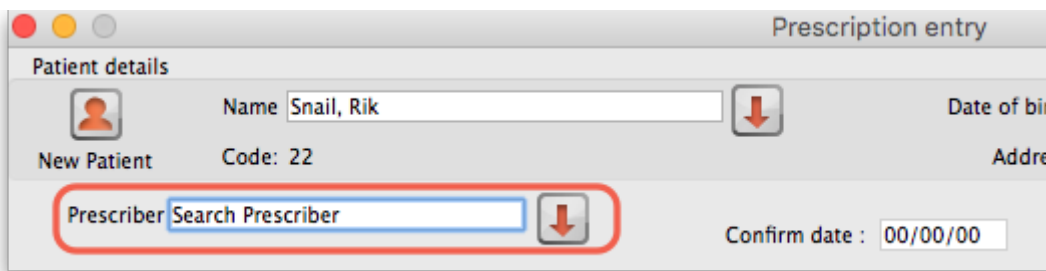 Prescription entry
Patient details
Name Snail, Rik Date of bi
New Patient Code: 22 Addre
Prescriber Search Prescriber
Confirm date : 00/00/00